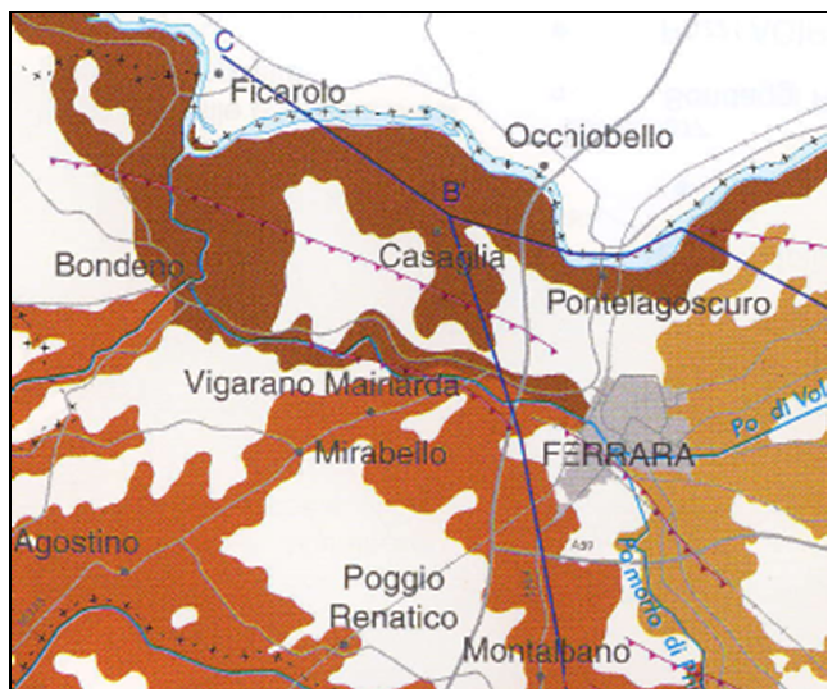 C
Ficarolo
Occhiobello
B'
Casaglia
Bondeno
Pontelagoscuro
Vigarano Mainarda
Po di Vol
Mirabello
FERRARA
Agostino
Poggio
Renatico
Po morto di Pri
Montalbano